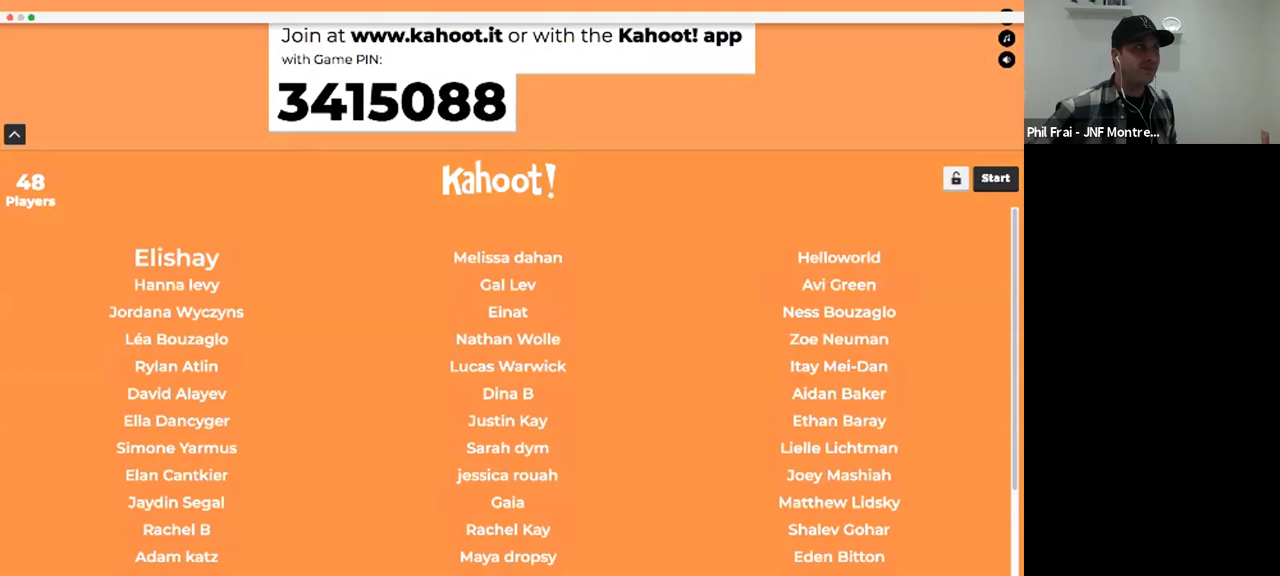 Join at www.kahoot.it or with the Kahoot! app
with Game PIN:
3415088
Phil Frai - JNF Montre...
48
Players
Kahoot!
Start
Elishay
Melissa dahan
Helloworld
Hanna levy
Gal Lev
Avi Green
Jordana Wyczyns
Einat
Ness Bouzaglo
Léa Bouzaglo
Nathan Wolle
Zoe Neuman
Rylan Atlin
Lucas Warwick
Itay Mei-Dan
David Alayev
Dina B
Aidan Baker
Ella Dancyger
Justin Kay
Ethan Baray
Simone Yarmus
Sarah dym
Lielle Lichtman
Elan Cantkier
jessica rouah
Joey Mashiah
Jaydin Segal
Gaia
Matthew Lidsky
Rachel B
Rachel Kay
Shalev Gohar
Adam katz
Maya dropsy
Eden Bitton